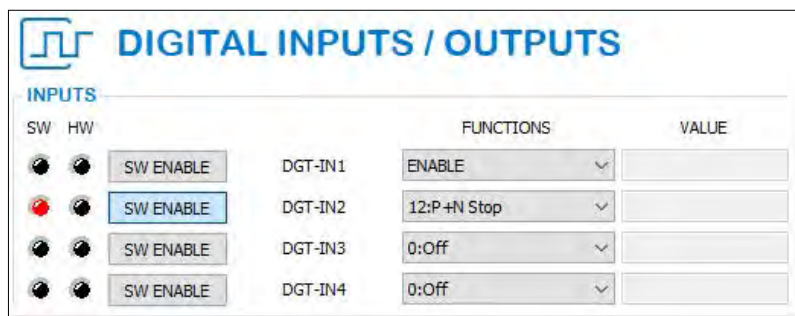 DIGITAL INPUTS / OUTPUTS
INPUTS
SW HW FUNCTIONS VALUE
SW ENABLE DGT-IN1 ENABLE
SW ENABLE DGT-IN2 12:P+N Stop
SW ENABLE DGT-IN3 0:Off
SW ENABLE DGT-IN4 0:Off